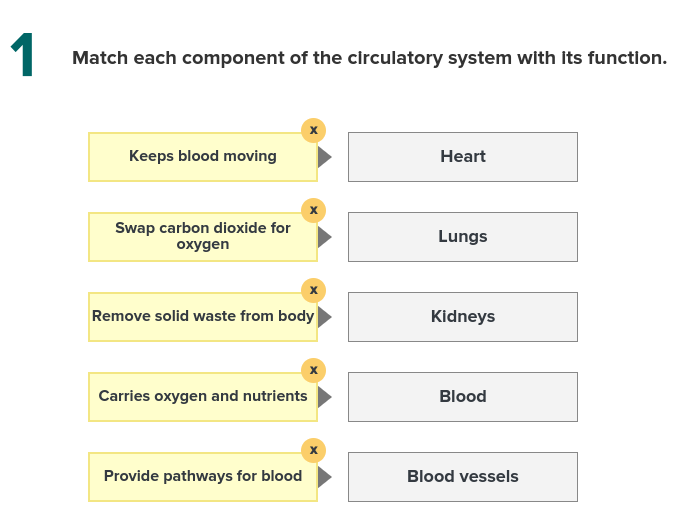 1
Match each component of the circulatory system with its function.
x
Keeps blood moving
Heart
x
Swap carbon dioxide for
oxygen
Lungs
x
Remove solid waste from body
Kidneys
x
Carries oxygen and nutrients
Blood
x
Provide pathways for blood
Blood vessels